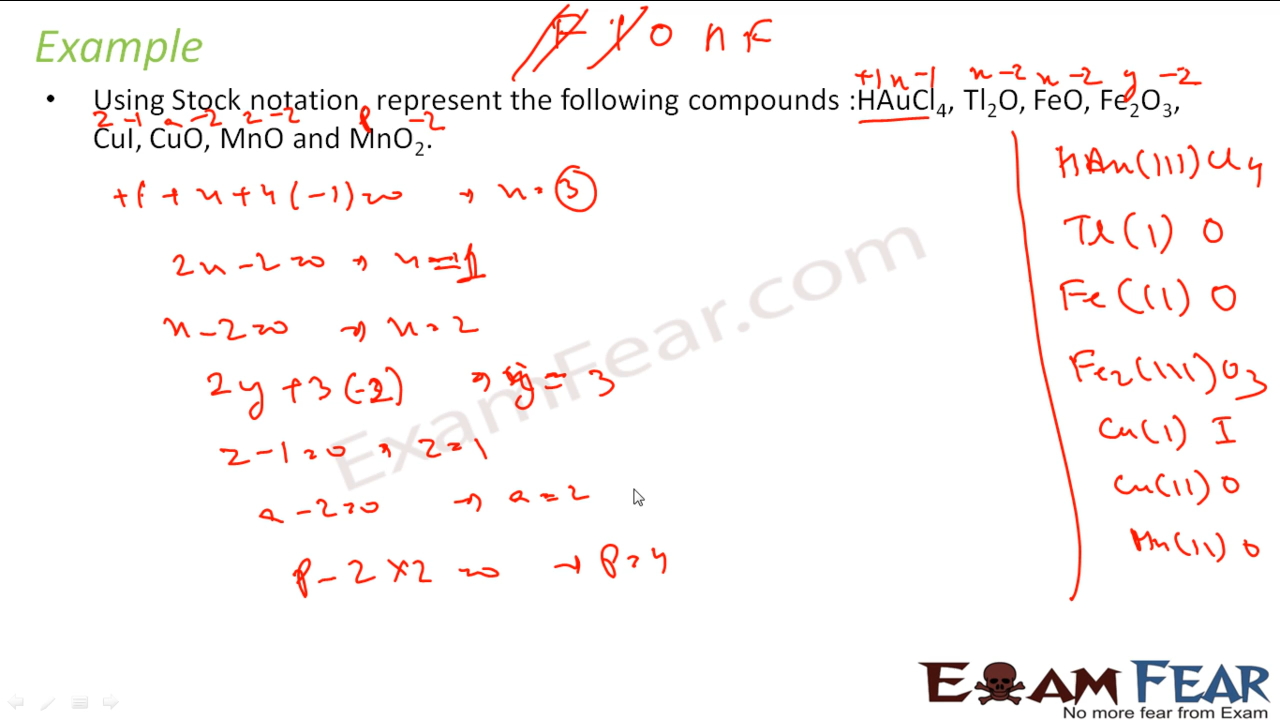 Example
F 1 O n F
+1 x -1 x -2 x -2 y -2
• Using Stock notation, represent the following compounds :HAuCl₄, Tl₂O, FeO, Fe₂O₃,
z -1 a -2 z -2 p -2
CuI, CuO, MnO and MnO₂.
+1 + x + 4(-1) = 0 → x = 3
2x - 2 = 0 → x = 1
x - 2 = 0 → x = 2
2y + 3(-2) → y = 3
z - 1 = 0 → z = 1
a - 2 = 0 → a = 2
p - 2 × 2 = 0 → p = 4
HAu(III)Cl4
Tl(I) O
Fe(II) O
Fe2(III)O3
Cu(I) I
Cu(II) O
Mn(II) O
ExamFear.com
EXAM FEAR
No more fear from Exam